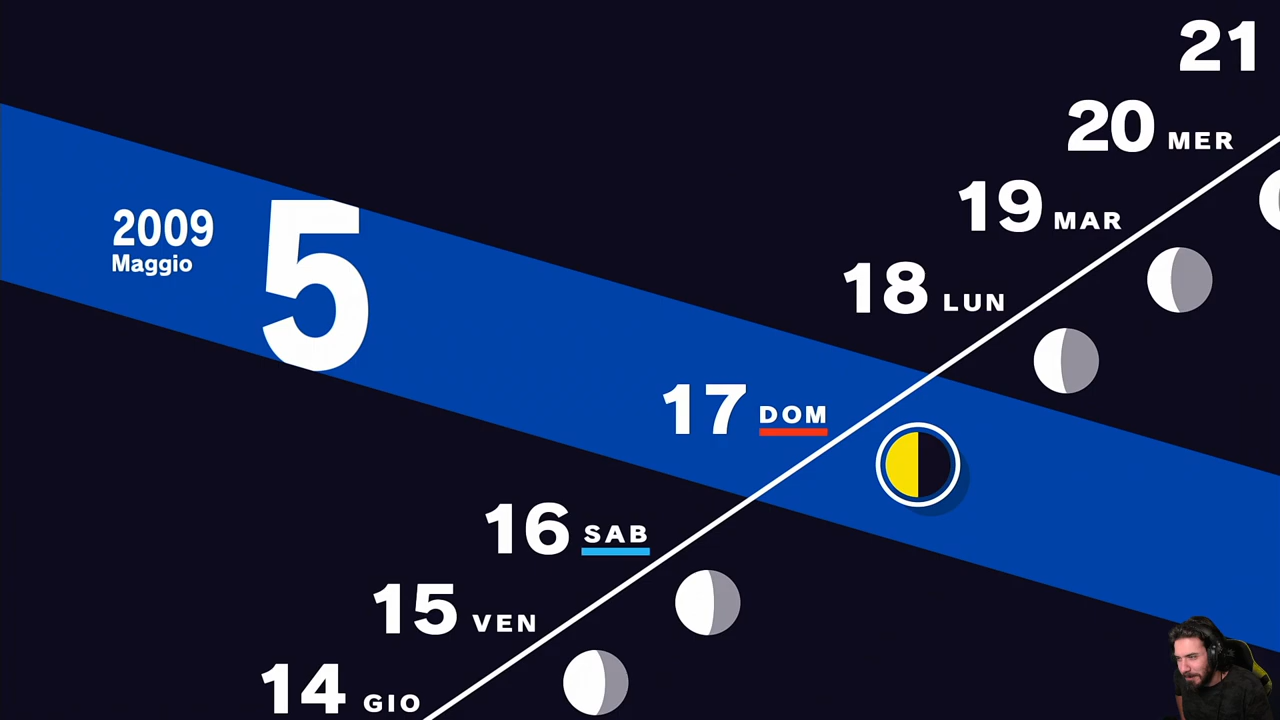 21
20 MER
19 MAR
2009
Maggio
5
18 LUN
17 DOM
16 SAB
15 VEN
14 GIO